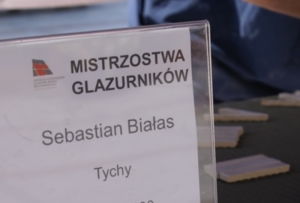 MISTRZOSTWA
GLAZURNIKÓW
Sebastian Białas
Tychy